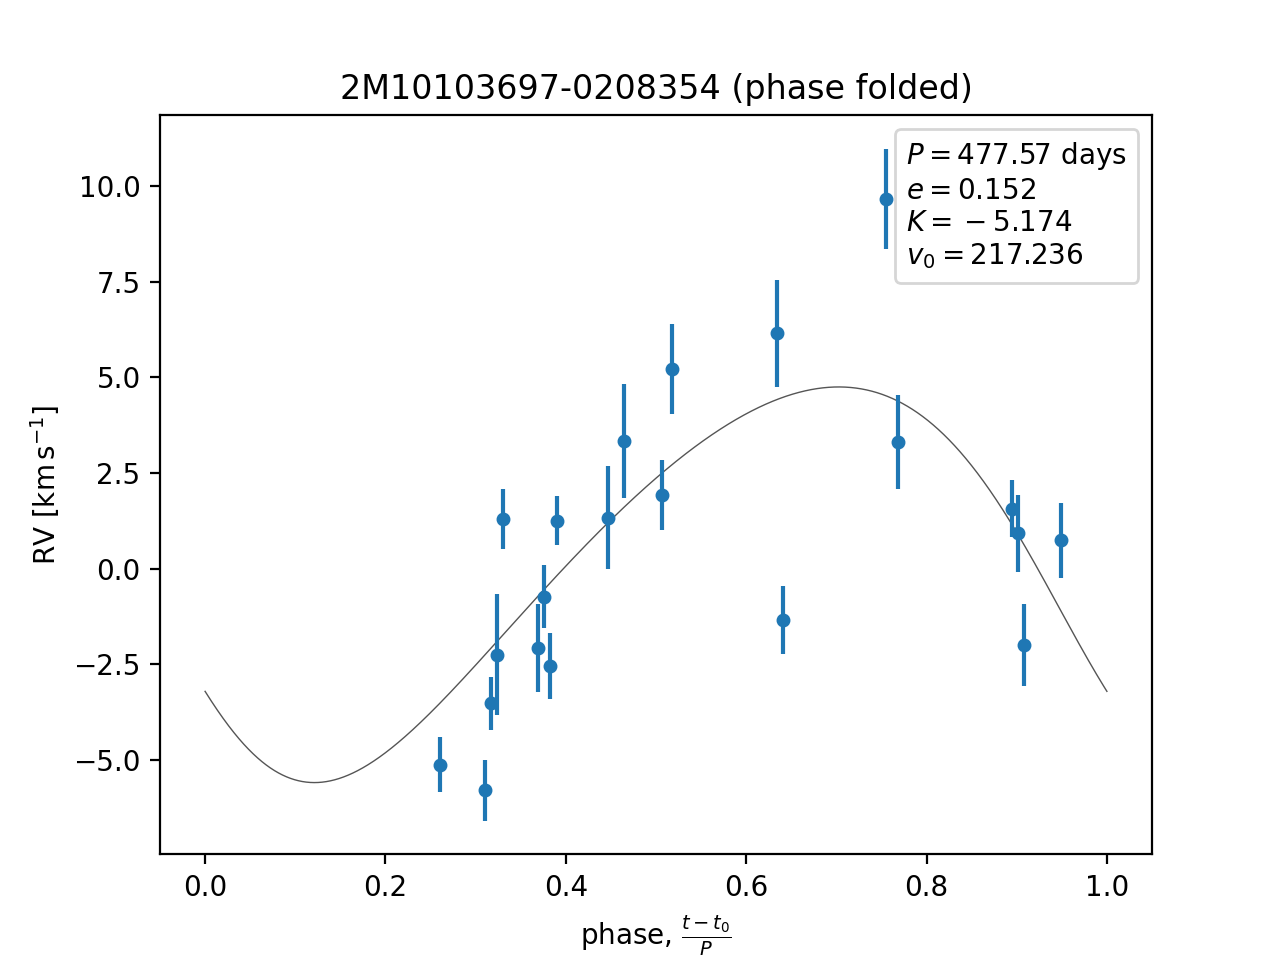 2M10103697-0208354 (phase folded)
P = 477.57 days
e = 0.152
K = −5.174
v₀ = 217.236
10.0
7.5
5.0
2.5
0.0
−2.5
−5.0
RV [km s⁻¹]
0.0 0.2 0.4 0.6 0.8 1.0
phase, (t − t₀)/P